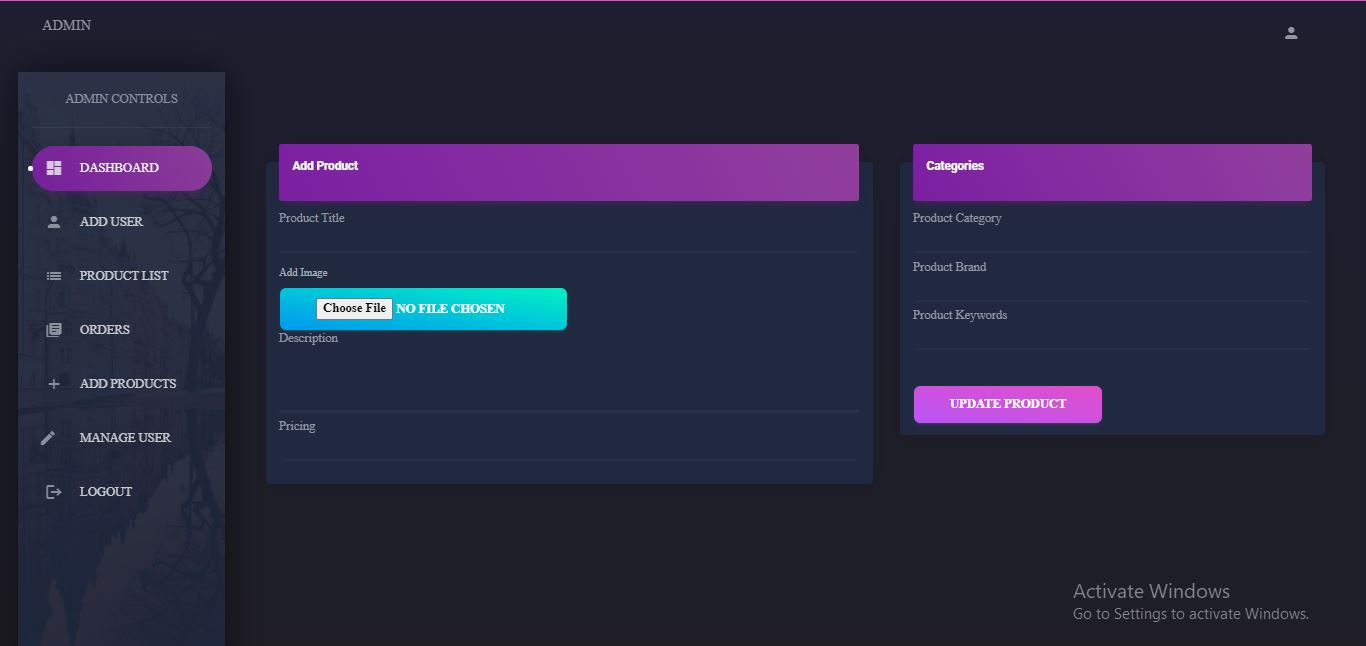 ADMIN
ADMIN CONTROLS
DASHBOARD
ADD USER
PRODUCT LIST
ORDERS
ADD PRODUCTS
MANAGE USER
LOGOUT
Add Product
Product Title
Add Image
Choose File NO FILE CHOSEN
Description
Pricing
Categories
Product Category
Product Brand
Product Keywords
UPDATE PRODUCT
Activate Windows
Go to Settings to activate Windows.